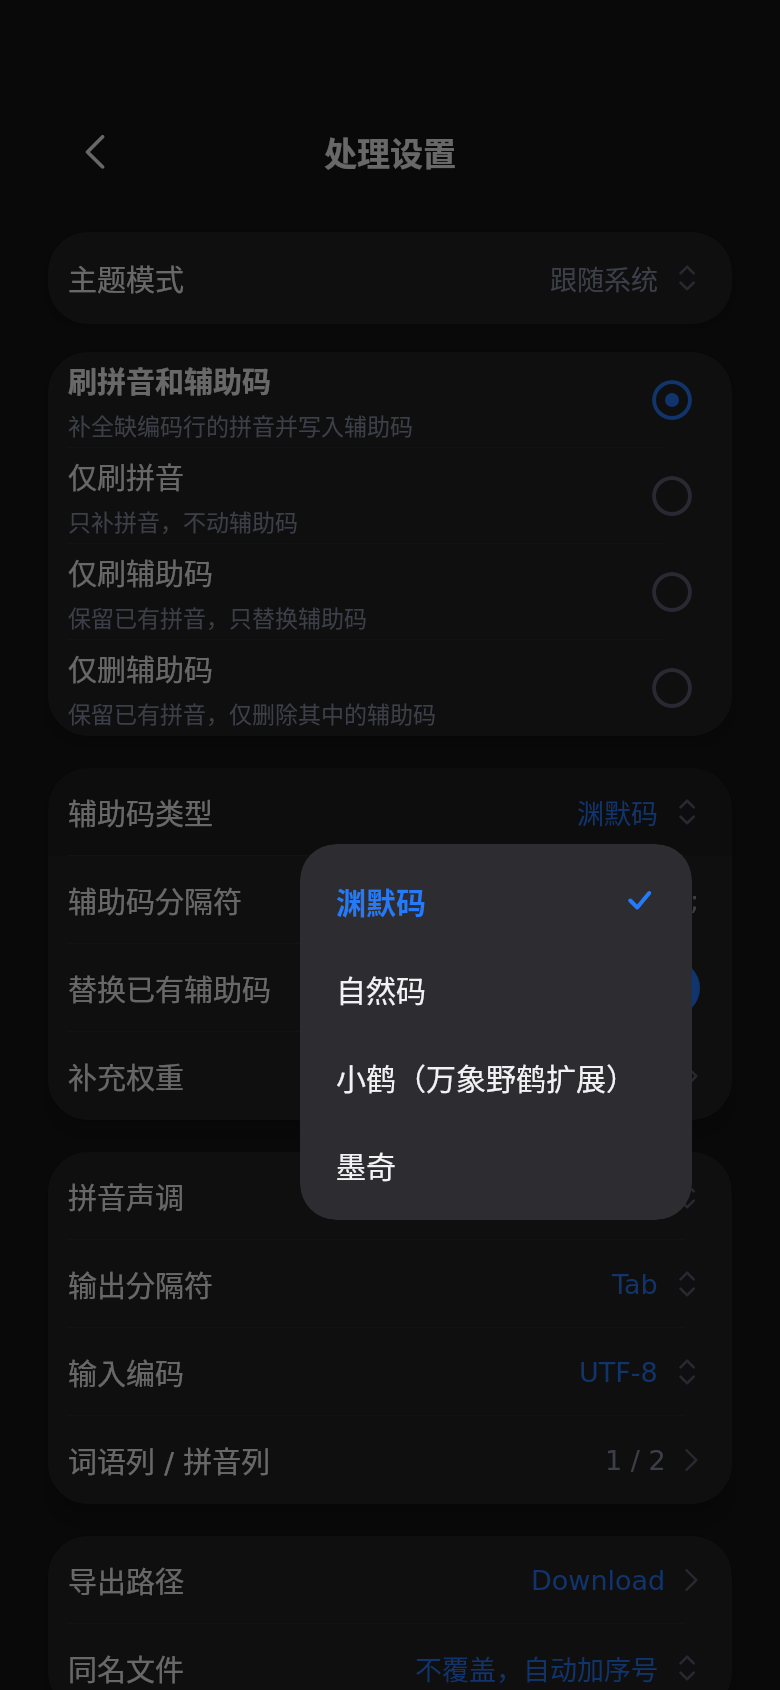 处理设置
主题模式 跟随系统
刷拼音和辅助码
补全缺编码行的拼音并写入辅助码
仅刷拼音
只补拼音，不动辅助码
仅刷辅助码
保留已有拼音，只替换辅助码
仅删辅助码
保留已有拼音，仅删除其中的辅助码
辅助码类型 渊默码
渊默码
辅助码分隔符 ;
自然码
替换已有辅助码
小鹤（万象野鹤扩展）
补充权重
墨奇
拼音声调
输出分隔符 Tab
输入编码 UTF-8
词语列 / 拼音列 1 / 2
导出路径 Download
同名文件 不覆盖，自动加序号